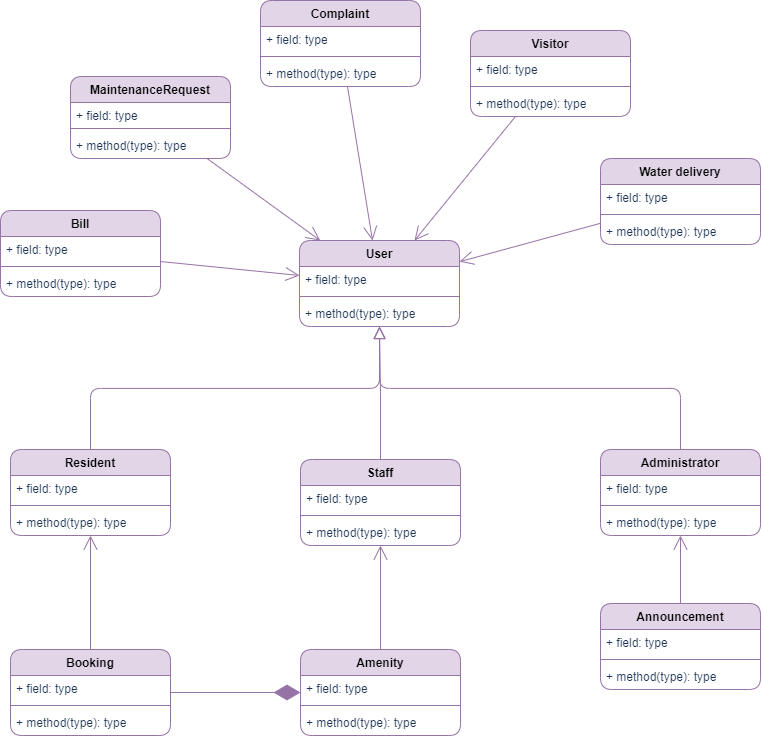 Complaint
+ field: type
+ method(type): type
Visitor
+ field: type
+ method(type): type
MaintenanceRequest
+ field: type
+ method(type): type
Water delivery
+ field: type
+ method(type): type
Bill
+ field: type
+ method(type): type
User
+ field: type
+ method(type): type
Resident
+ field: type
+ method(type): type
Staff
+ field: type
+ method(type): type
Administrator
+ field: type
+ method(type): type
Booking
+ field: type
+ method(type): type
Amenity
+ field: type
+ method(type): type
Announcement
+ field: type
+ method(type): type